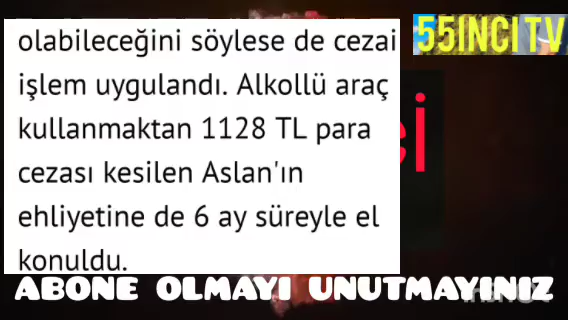 olabileceğini söylese de cezai
işlem uygulandı. Alkollü araç
kullanmaktan 1128 TL para
cezası kesilen Aslan'ın
ehliyetine de 6 ay süreyle el
konuldu.
55INCI TV
ABONE OLMAYI UNUTMAYINIZ